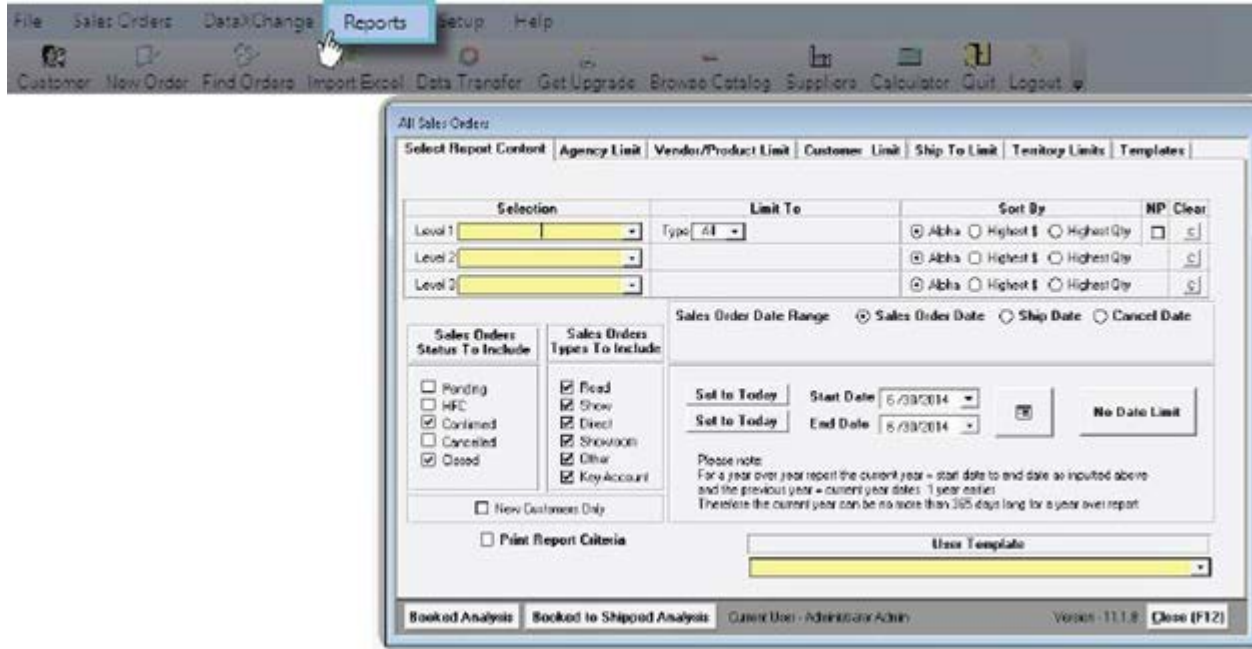 File Sales Orders DataXChange Reports Setup Help
Customer New Order Find Orders Import Excel Data Transfer Get Upgrade Browse Catalog Suppliers Calculator Quit Logout
All Sales Orders
Select Report Content Agency Limit Vendor/Product Limit Customer Limit Ship To Limit Territory Limits Templates
Selection Limit To Sort By NP Clear
Level 1 Type All Alpha Highest $ Highest Qty C
Level 2 Alpha Highest $ Highest Qty C
Level 3 Alpha Highest $ Highest Qty C
Sales Order Date Range Sales Order Date Ship Date Cancel Date
Sales Orders Status To Include
Sales Orders Types To Include
Pending
HFC
Confirmed
Cancelled
Closed
Road
Show
Direct
Showroom
Other
Key Account
New Customers Only
Set to Today Start Date 6/30/2014
Set to Today End Date 6/30/2014
No Date Limit
Please note:
For a year over year report the current year = start date to end date as inputted above
and the previous year = current year dates 1 year earlier
Therefore the current year can be no more than 365 days long for a year over report
Print Report Criteria
User Template
Booked Analysis Booked to Shipped Analysis Current User - Administrator Admin Version - 11.1.8 Close (F12)